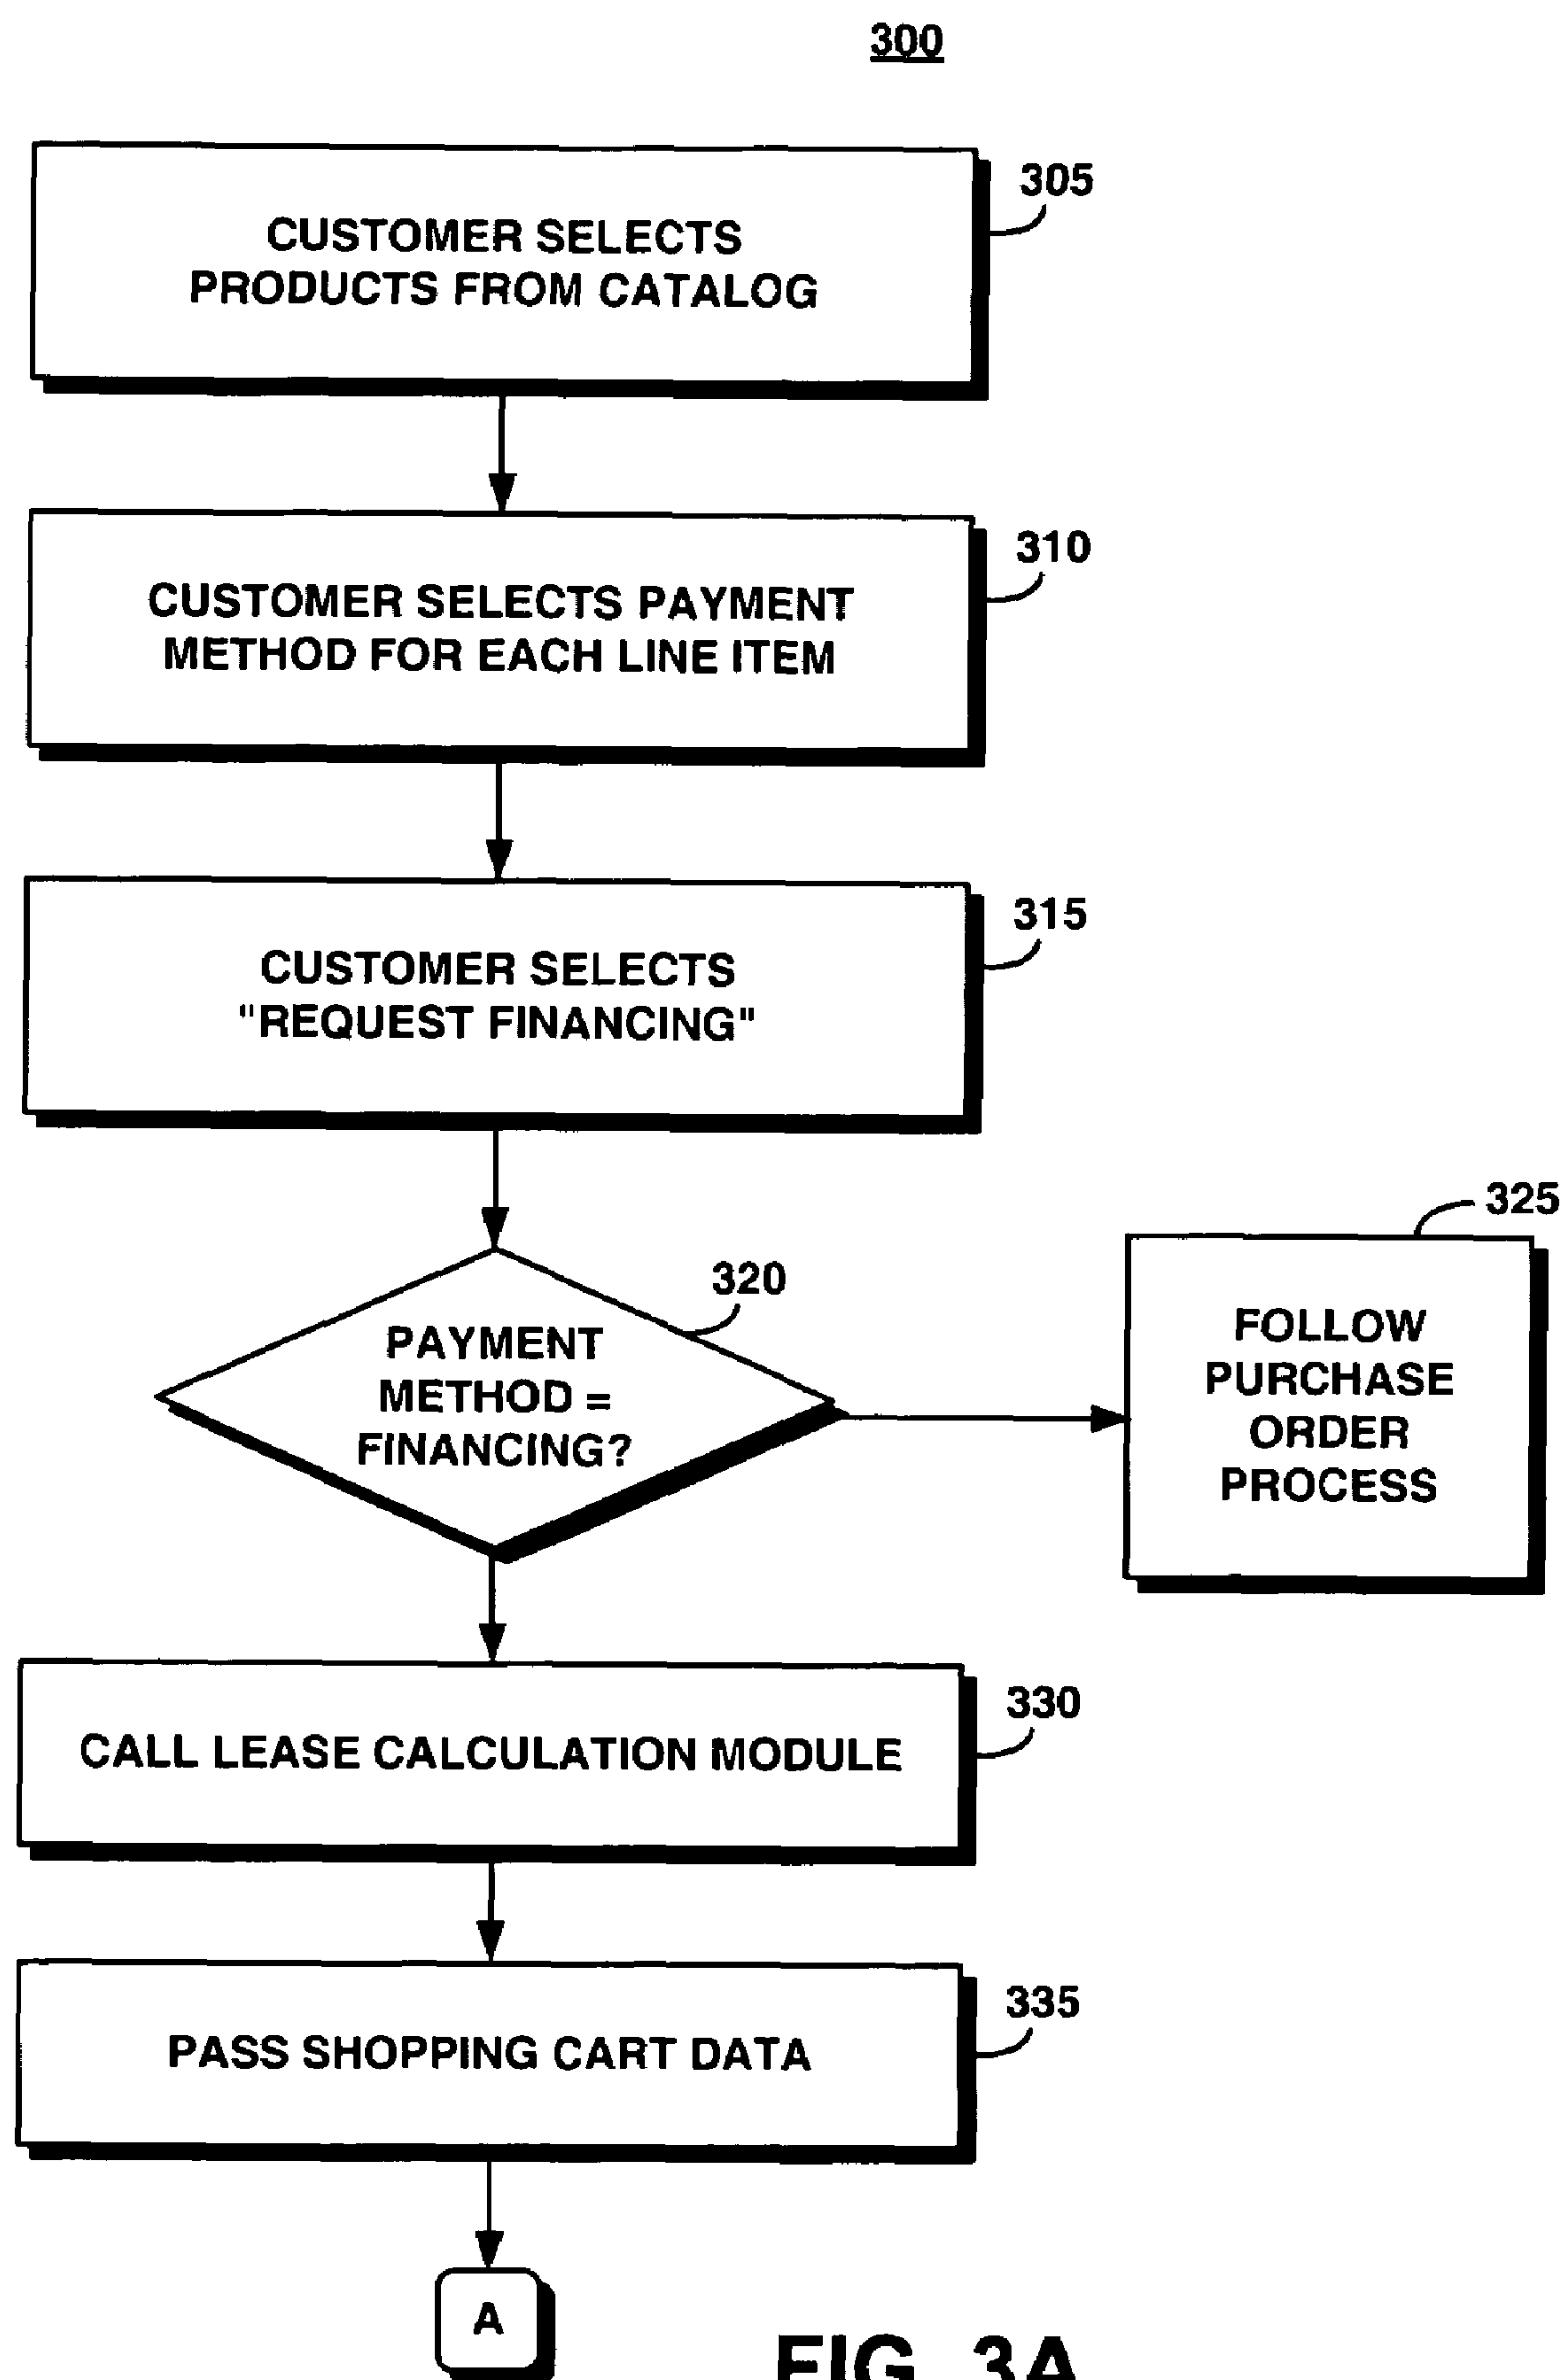 300
305
CUSTOMER SELECTS
PRODUCTS FROM CATALOG
310
CUSTOMER SELECTS PAYMENT
METHOD FOR EACH LINE ITEM
315
CUSTOMER SELECTS
"REQUEST FINANCING"
320
PAYMENT
METHOD =
FINANCING?
325
FOLLOW
PURCHASE
ORDER
PROCESS
330
CALL LEASE CALCULATION MODULE
335
PASS SHOPPING CART DATA
A
FIG. 3A